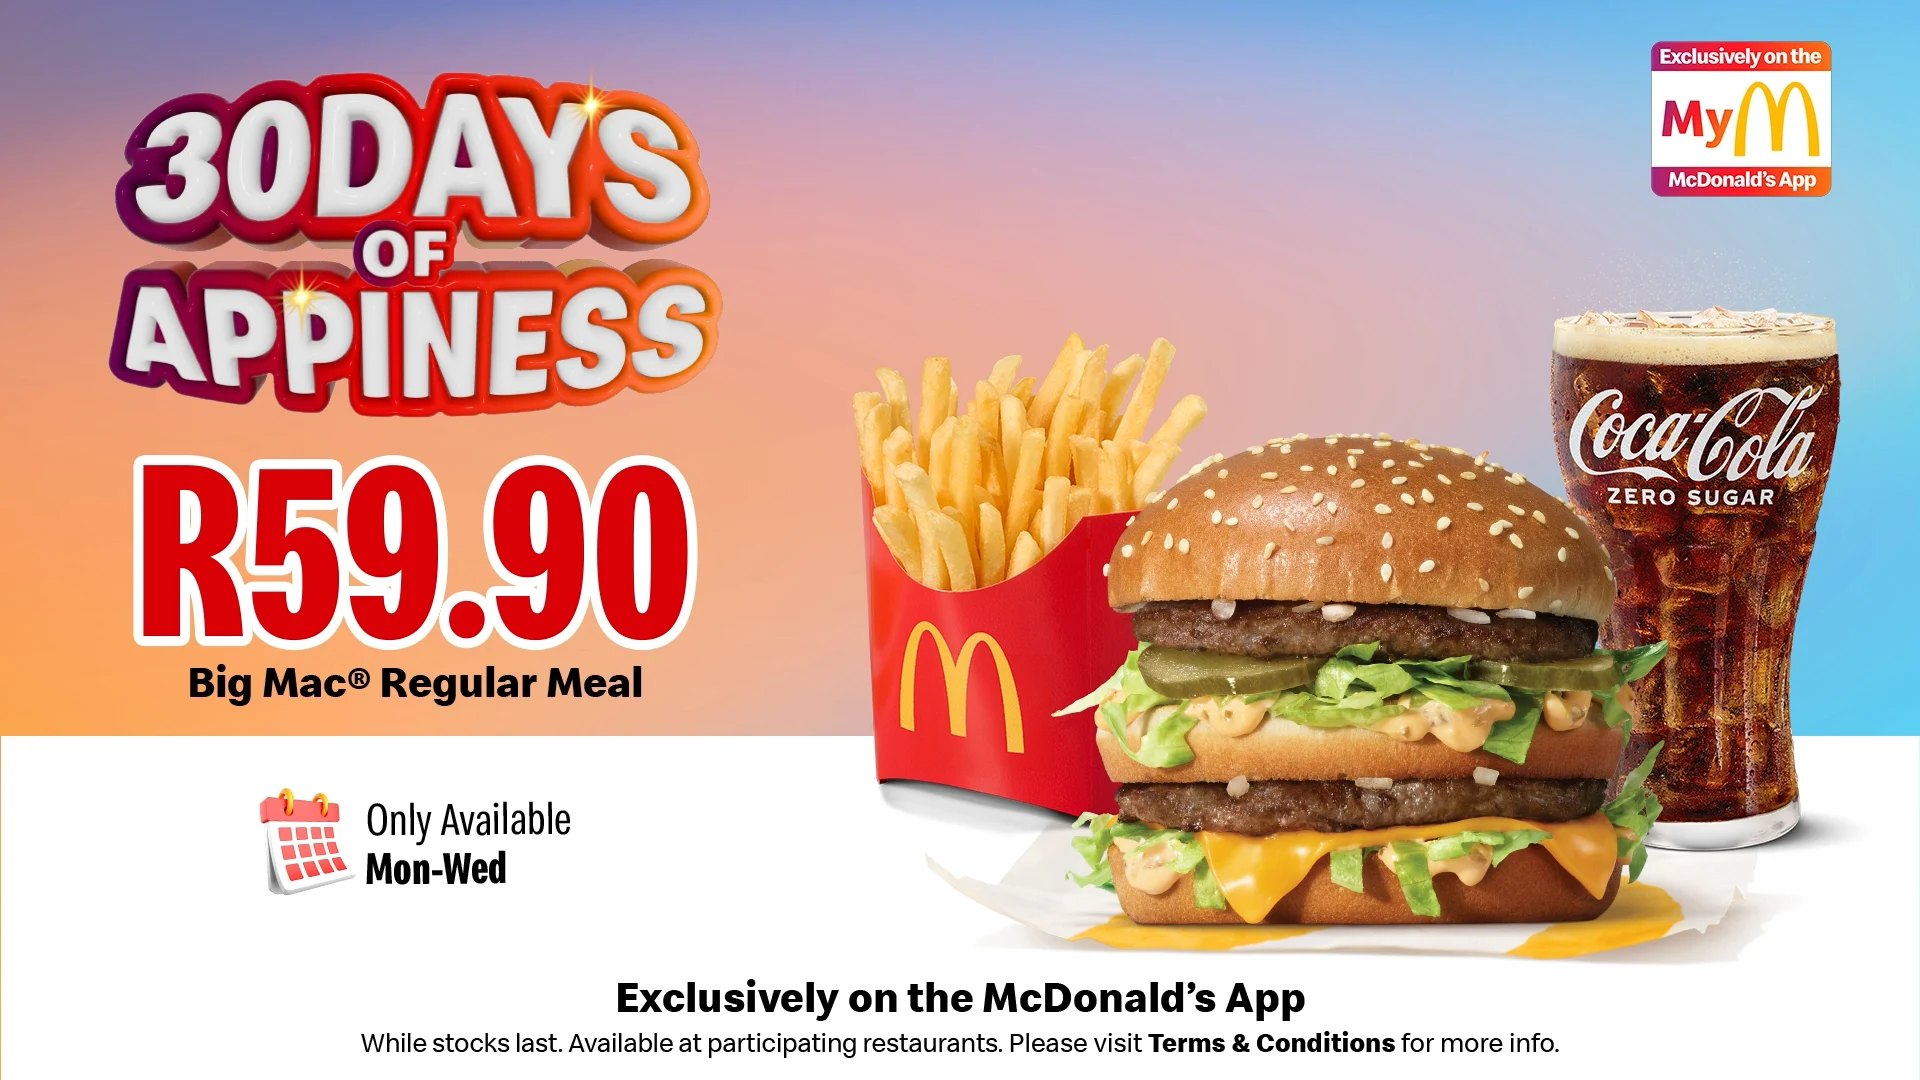 30DAYS
OF
APPINESS
R59.90
Big Mac® Regular Meal
Only Available
Mon-Wed
Exclusively on the
My
McDonald's App
Coca-Cola
ZERO SUGAR
Exclusively on the McDonald's App
While stocks last. Available at participating restaurants. Please visit Terms & Conditions for more info.